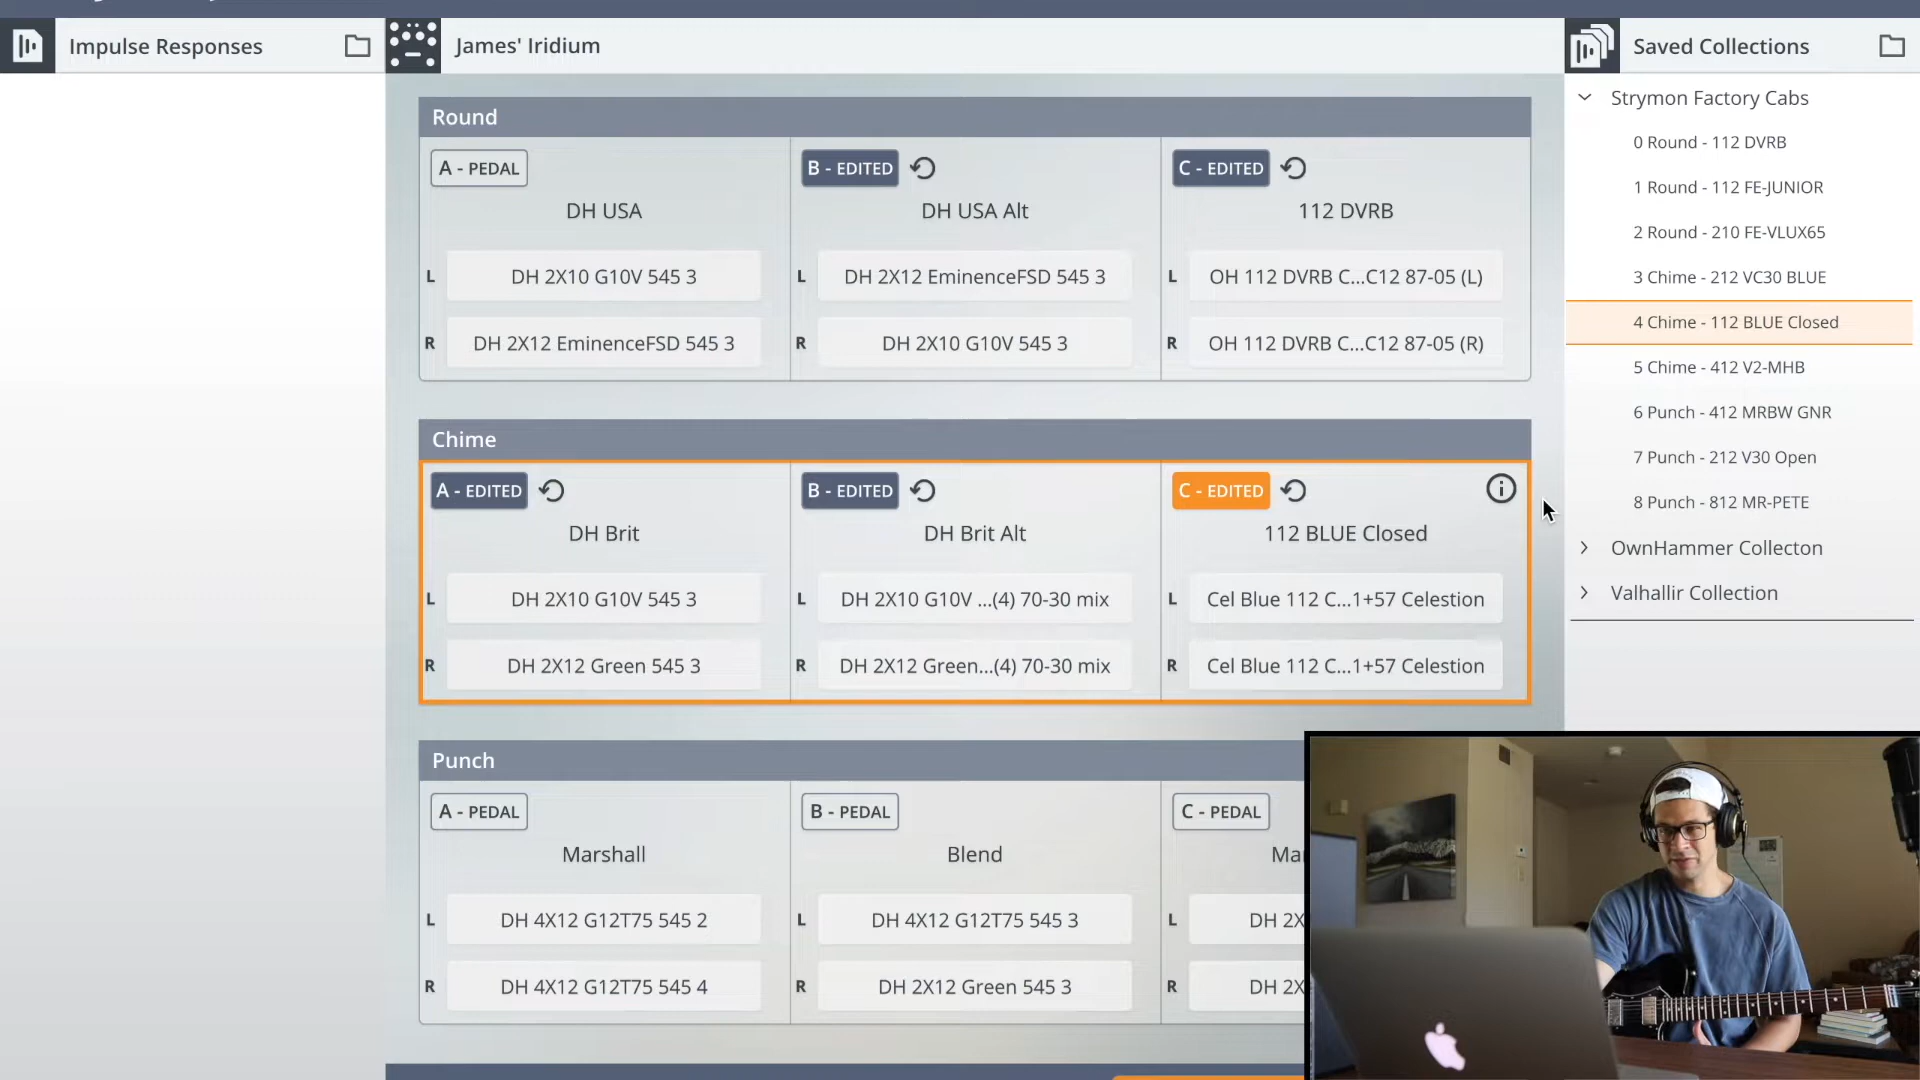 Impulse Responses
James' Iridium
Saved Collections
Round
A - PEDAL
DH USA
L DH 2X10 G10V 545 3
R DH 2X12 EminenceFSD 545 3
B - EDITED
DH USA Alt
L DH 2X12 EminenceFSD 545 3
R DH 2X10 G10V 545 3
C - EDITED
112 DVRB
L OH 112 DVRB C...C12 87-05 (L)
R OH 112 DVRB C...C12 87-05 (R)
Chime
A - EDITED
DH Brit
L DH 2X10 G10V 545 3
R DH 2X12 Green 545 3
B - EDITED
DH Brit Alt
L DH 2X10 G10V ...(4) 70-30 mix
R DH 2X12 Green...(4) 70-30 mix
C - EDITED
112 BLUE Closed
L Cel Blue 112 C...1+57 Celestion
R Cel Blue 112 C...1+57 Celestion
Punch
A - PEDAL
Marshall
L DH 4X12 G12T75 545 2
R DH 4X12 G12T75 545 4
B - PEDAL
Blend
L DH 4X12 G12T75 545 3
R DH 2X12 Green 545 3
C - PEDAL
Ma
L DH 2X
R DH 2X
Strymon Factory Cabs
0 Round - 112 DVRB
1 Round - 112 FE-JUNIOR
2 Round - 210 FE-VLUX65
3 Chime - 212 VC30 BLUE
4 Chime - 112 BLUE Closed
5 Chime - 412 V2-MHB
6 Punch - 412 MRBW GNR
7 Punch - 212 V30 Open
8 Punch - 812 MR-PETE
OwnHammer Collecton
Valhallir Collection